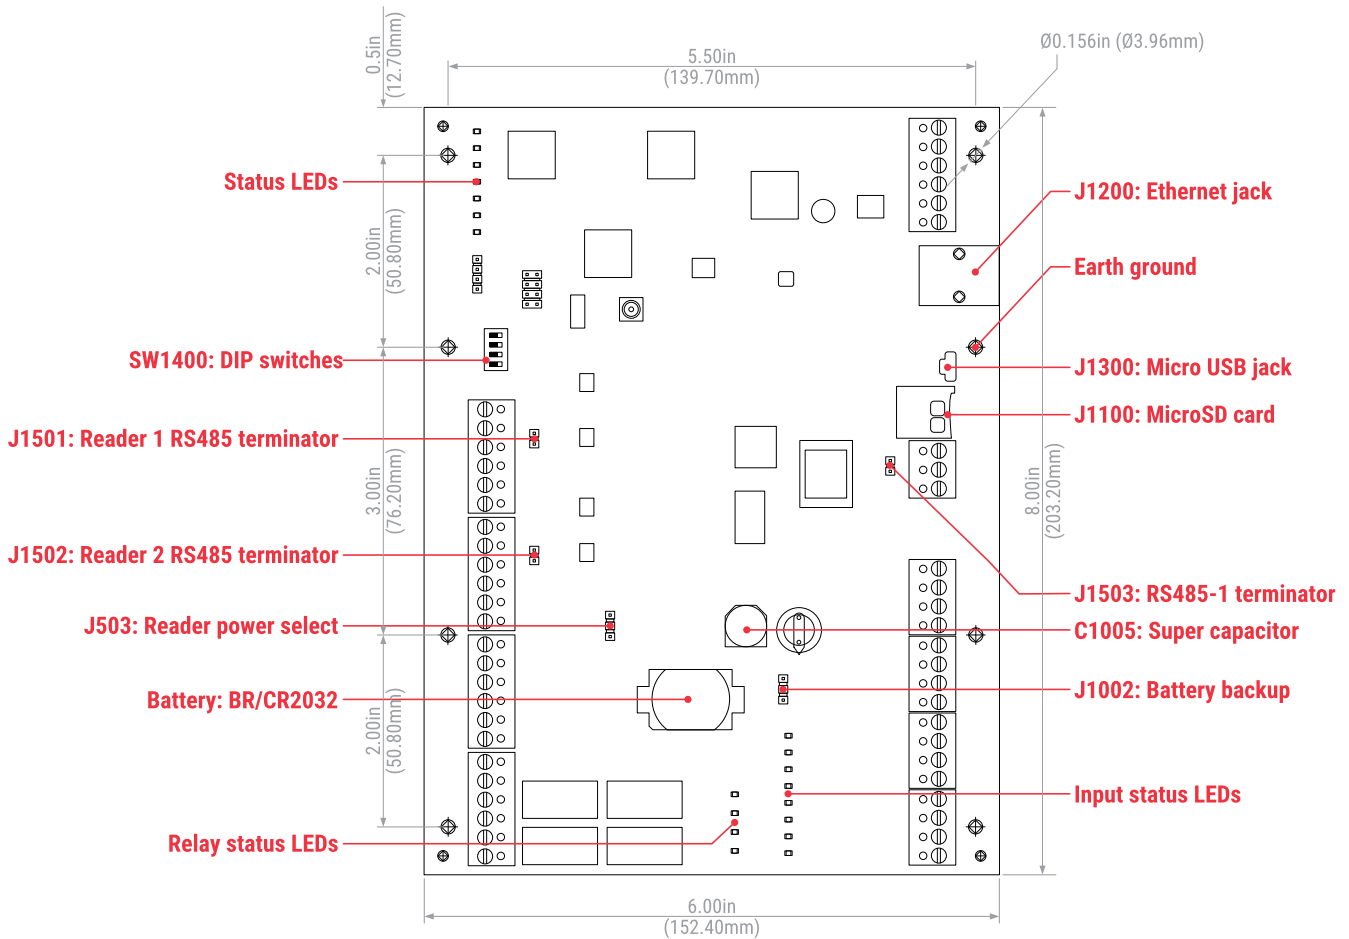 0.5in
(12.70mm)
5.50in
(139.70mm)
Ø0.156in (Ø3.96mm)
Status LEDs
J1200: Ethernet jack
2.00in
(50.80mm)
Earth ground
SW1400: DIP switches
J1300: Micro USB jack
J1100: MicroSD card
J1501: Reader 1 RS485 terminator
3.00in
(76.20mm)
8.00in
(203.20mm)
J1502: Reader 2 RS485 terminator
J1503: RS485-1 terminator
J503: Reader power select
C1005: Super capacitor
J1002: Battery backup
Battery: BR/CR2032
2.00in
(50.80mm)
Input status LEDs
Relay status LEDs
6.00in
(152.40mm)